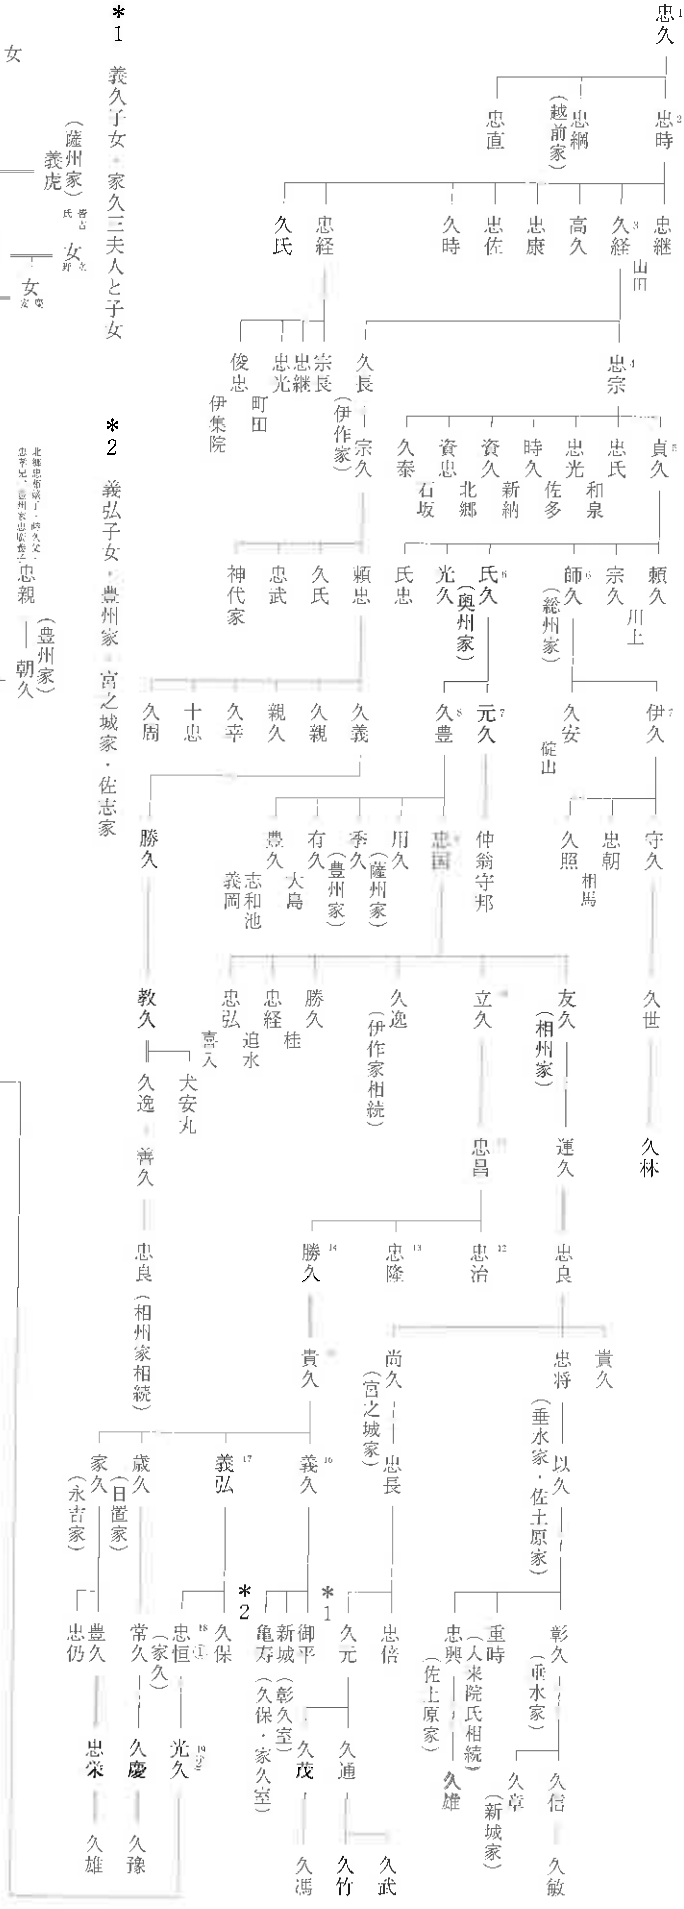 忠久 1
忠直
忠綱
（越前家）
忠時 2
久氏
忠経
久時
忠佐
忠康
高久
久経 3
山田
忠継
俊忠
伊集院
忠光
町田
忠継
宗長
久長
（伊作家）
忠宗 4
宗久
久泰
資忠
石坂
資久
北郷
時久
新納
忠光
佐多
忠氏
和泉
貞久 5
神代家
忠武
久氏
頼忠
氏忠
光久
氏久 6
（奥州家）
師久 6
（総州家）
宗久
頼久
川上
久周
十忠
久幸
親久
久親
久義
久豊 8
元久 7
久安
碇山
伊久 7
勝久
豊久
志和池
義岡
有久
大島
季久
（豊州家）
用久
（薩州家）
忠国
仲翁守邦
久照
忠朝
相馬
守久
教久
忠弘
喜入
忠経
迫水
勝久
桂
久逸
（伊作家相続）
立久
友久
（相州家）
久世
久逸
犬安丸
善久
忠昌
運久
久林
忠良（相州家相続）
勝久 14
忠隆 13
忠治 12
忠良
貴久
尚久
（宮之城家）
忠将
貴久
家久
（永吉家）
歳久
（日置家）
義弘 17
義久 16
忠長
以久
（垂水家・佐土原家）
忠仍
豊久
常久
忠恒 18 ①
（家久）
久保
＊2
亀寿（久保・家久室）
新城（彰久室）
御平
＊1
久元
忠倍
忠興
（佐土原家）
重時
（入来院氏相続）
彰久
（垂水家）
忠栄
久慶
光久 19
久茂
久通
久雄
久章
（新城家）
久信
久雄
久豫
久馮
久竹
久武
久敏
＊1 義久子女・家久三夫人と子女
＊2 義弘子女・豊州家・宮之城家・佐志家
女
（薩州家）
義虎
女
女
忠親
（豊州家）
朝久